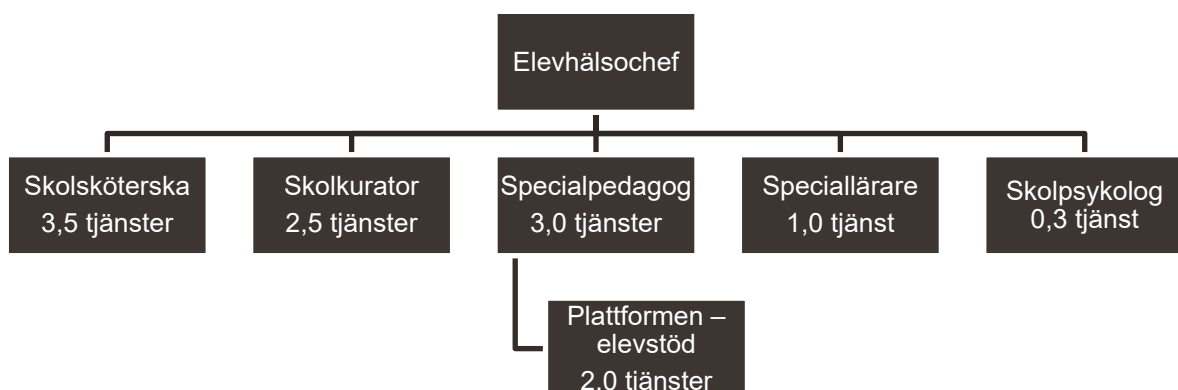 Elevhälsochef
Skolsköterska
3,5 tjänster
Skolkurator
2,5 tjänster
Specialpedagog
3,0 tjänster
Speciallärare
1,0 tjänst
Skolpsykolog
0,3 tjänst
Plattformen –
elevstöd
2,0 tjänster